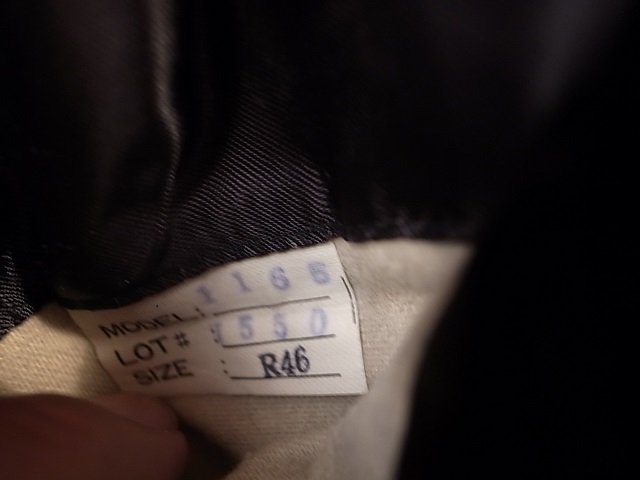 MODEL: 1166
LOT # 550
SIZE : R46